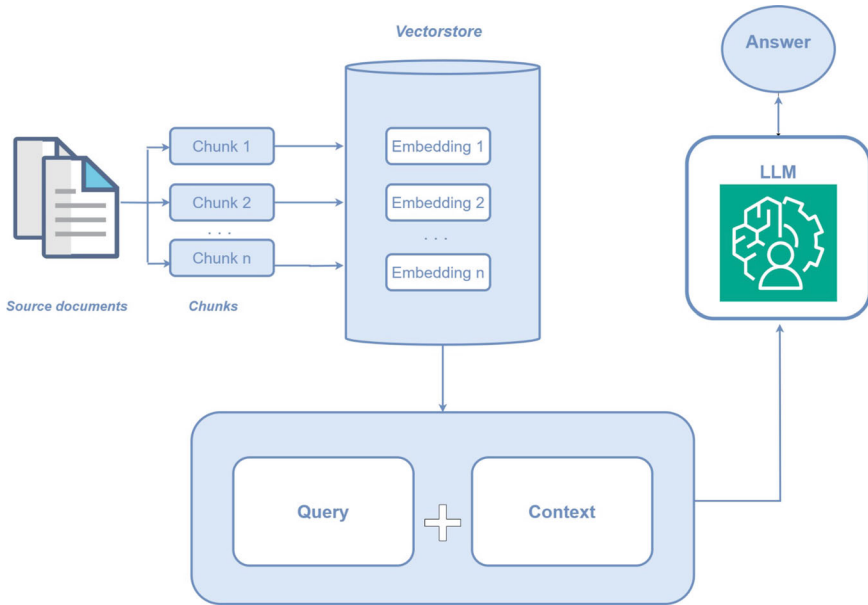 Vectorstore
Answer
Chunk 1
Embedding 1
LLM
Chunk 2
Embedding 2
. . .
. . .
Chunk n
Embedding n
Source documents
Chunks
Query
Context